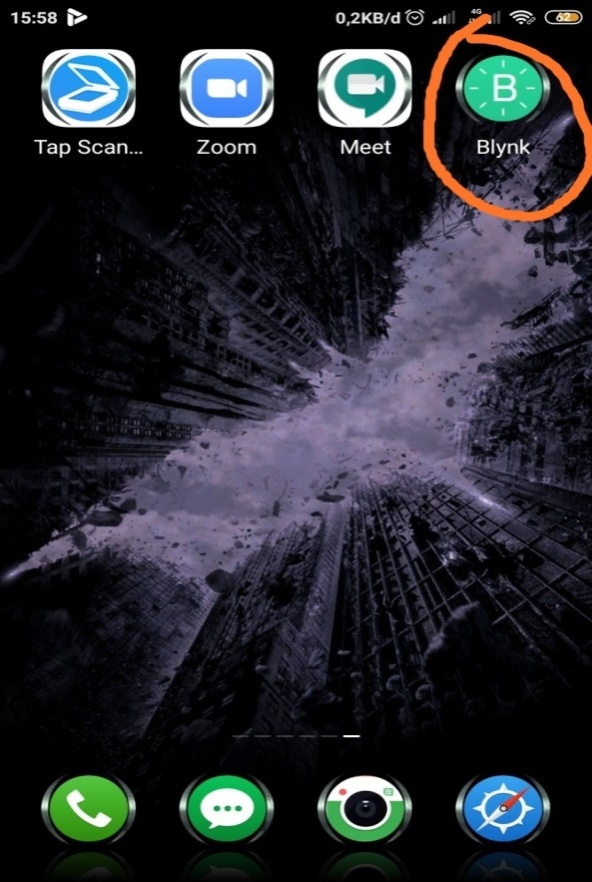 15:58 0,2KB/d 4G 62
Tap Scan... Zoom Meet Blynk
B